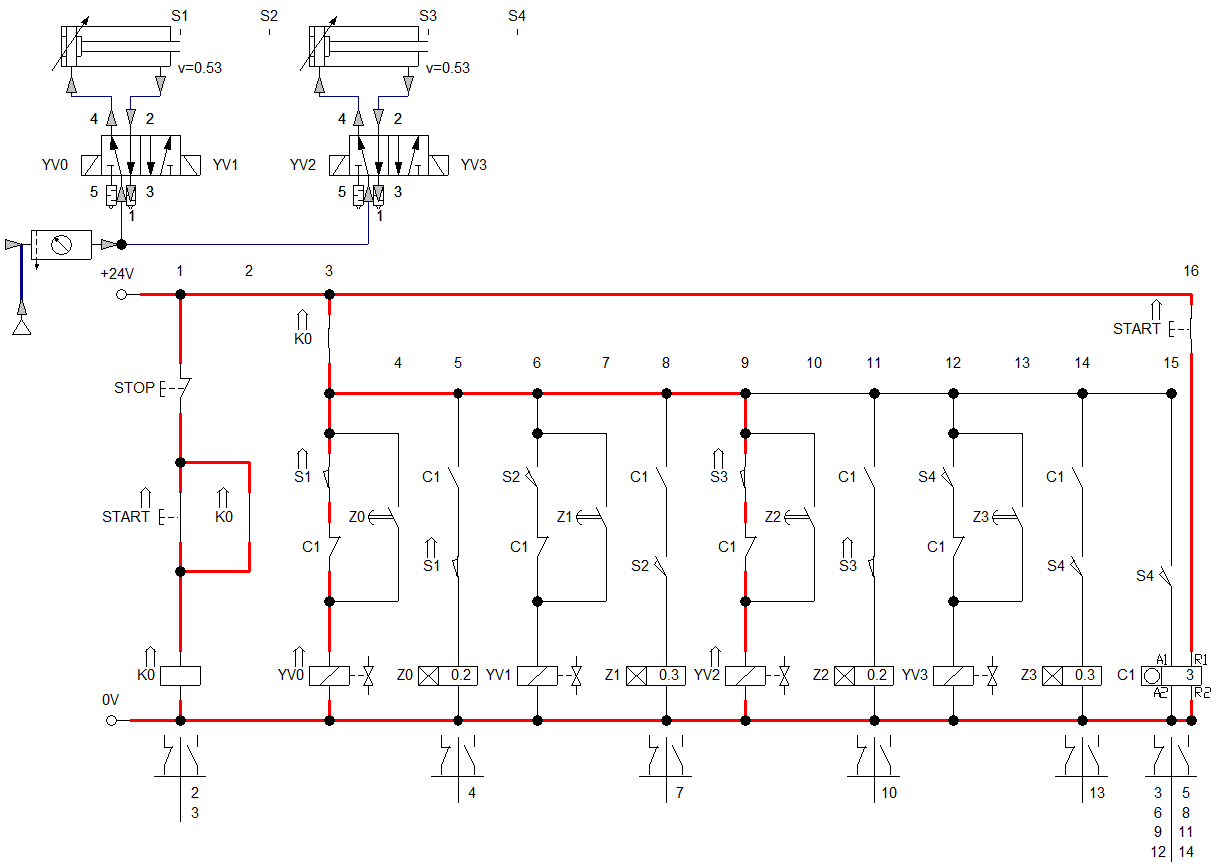 S1 S2 S3 S4
v=0.53 v=0.53
4 2 4 2
YV0 YV1 YV2 YV3
5 3 5 3
1 1
+24V 1 2 3 16
START
K0
4 5 6 7 8 9 10 11 12 13 14 15
STOP
S1 C1 S2 C1 S3 C1 S4 C1
START K0 Z0 Z1 Z2 Z3
C1 C1 C1 C1
S1 S2 S3 S4 S4
A1 R1
K0 YV0 Z0 0.2 YV1 Z1 0.3 YV2 Z2 0.2 YV3 Z3 0.3 C1 3
A2 R2
0V
2 4 7 10 13 3 5
3 6 8
9 11
12 14